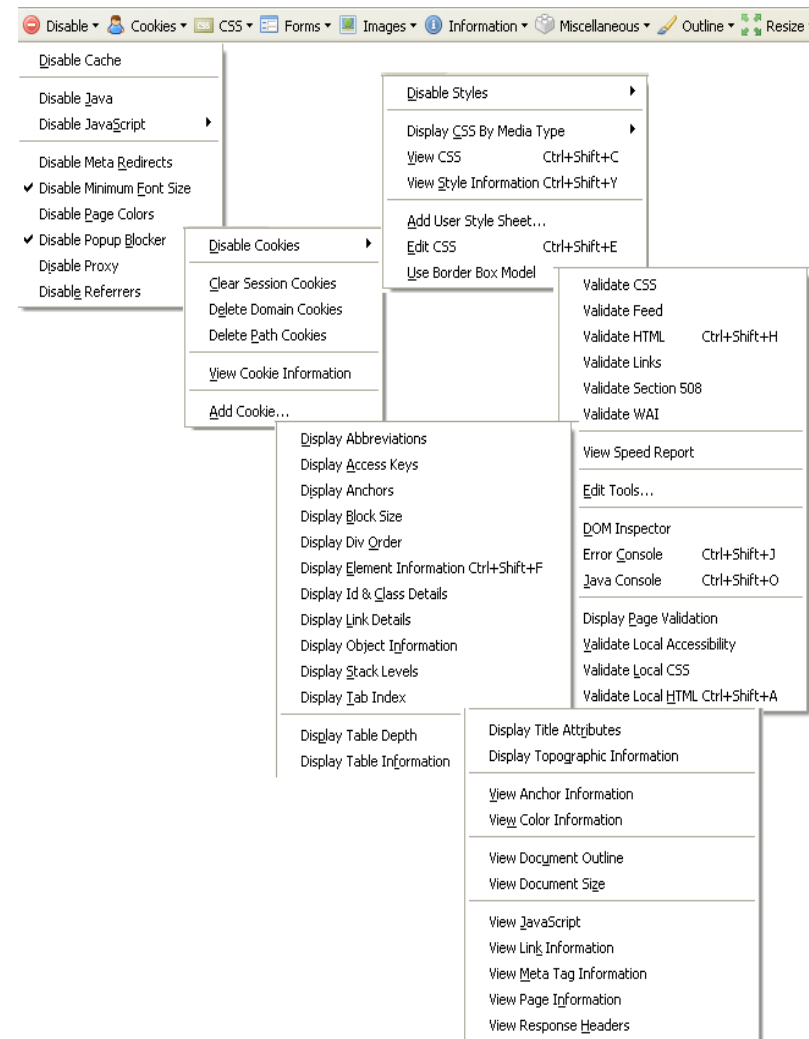 Disable Cookies CSS Forms Images Information Miscellaneous Outline Resize
Disable Cache
Disable Java
Disable JavaScript
Disable Meta Redirects
Disable Minimum Font Size
Disable Page Colors
Disable Popup Blocker
Disable Proxy
Disable Referrers
Disable Cookies
Clear Session Cookies
Delete Domain Cookies
Delete Path Cookies
View Cookie Information
Add Cookie...
Disable Styles
Display CSS By Media Type
View CSS Ctrl+Shift+C
View Style Information Ctrl+Shift+Y
Add User Style Sheet...
Edit CSS Ctrl+Shift+E
Use Border Box Model
Validate CSS
Validate Feed
Validate HTML Ctrl+Shift+H
Validate Links
Validate Section 508
Validate WAI
View Speed Report
Edit Tools...
DOM Inspector
Error Console Ctrl+Shift+J
Java Console Ctrl+Shift+O
Display Page Validation
Validate Local Accessibility
Validate Local CSS
Validate Local HTML Ctrl+Shift+A
Display Abbreviations
Display Access Keys
Display Anchors
Display Block Size
Display Div Order
Display Element Information Ctrl+Shift+F
Display Id & Class Details
Display Link Details
Display Object Information
Display Stack Levels
Display Tab Index
Display Table Depth
Display Table Information
Display Title Attributes
Display Topographic Information
View Anchor Information
View Color Information
View Document Outline
View Document Size
View JavaScript
View Link Information
View Meta Tag Information
View Page Information
View Response Headers